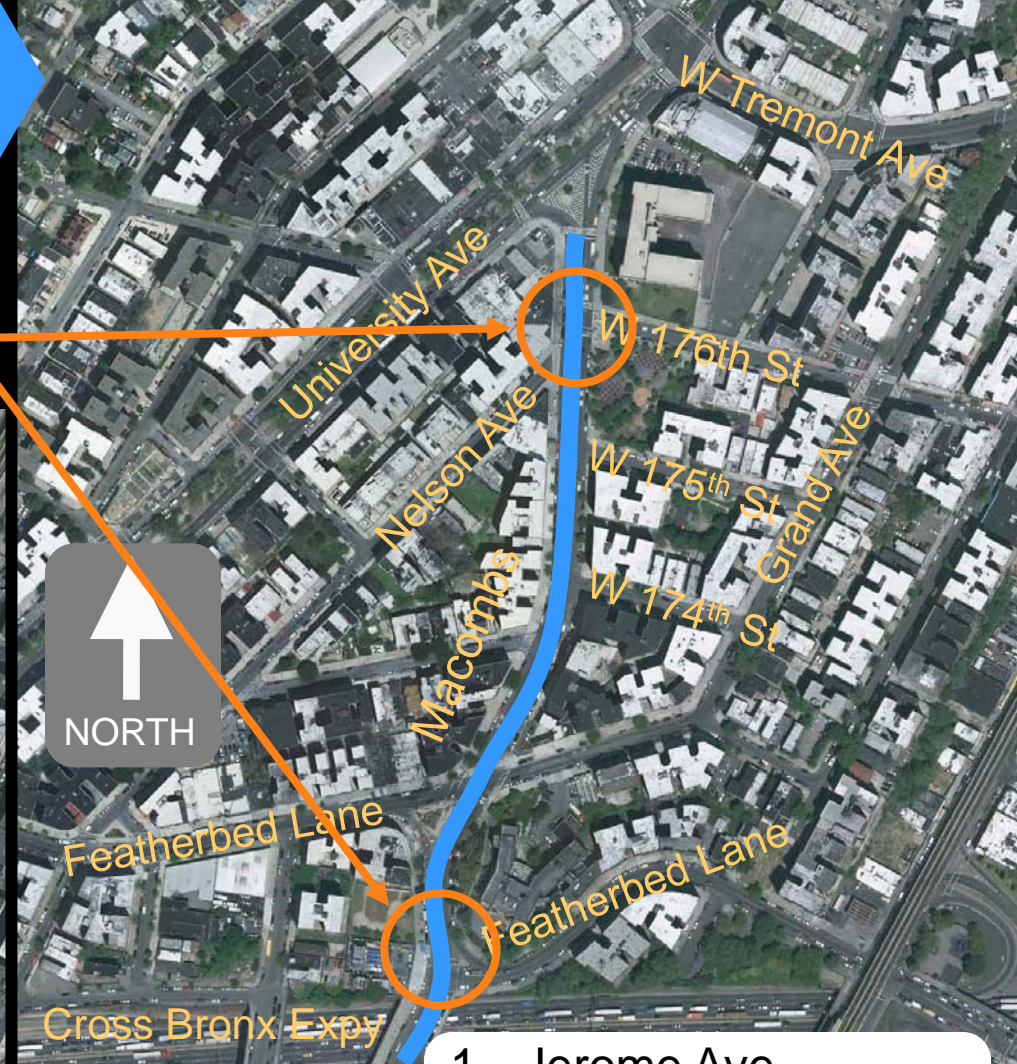 W Tremont Ave
University Ave
W 176th St
Nelson Ave
W 175th St
Grand Ave
Macombs
W 174th St
NORTH
Featherbed Lane
Featherbed Lane
Cross Bronx Expy
1. Jerome Ave